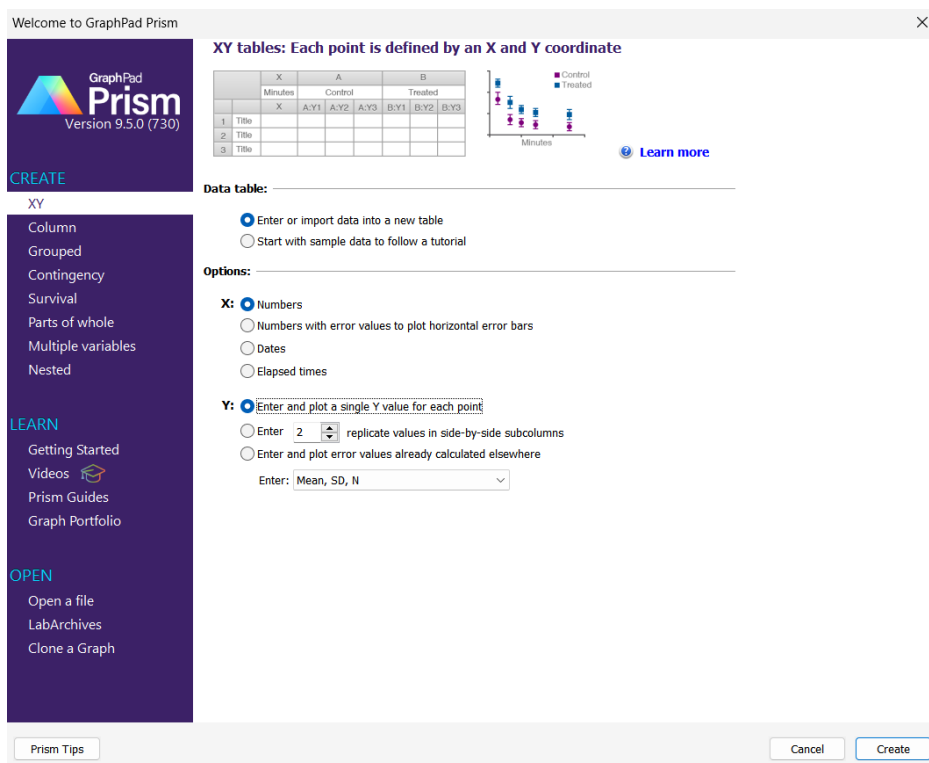 Welcome to GraphPad Prism
GraphPad
Prism
Version 9.5.0 (730)
CREATE
XY
Column
Grouped
Contingency
Survival
Parts of whole
Multiple variables
Nested
LEARN
Getting Started
Videos
Prism Guides
Graph Portfolio
OPEN
Open a file
LabArchives
Clone a Graph
XY tables: Each point is defined by an X and Y coordinate
X A B
Minutes Control Treated
X A:Y1 A:Y2 A:Y3 B:Y1 B:Y2 B:Y3
1 Title
2 Title
3 Title
Control
Treated
Minutes
Learn more
Data table:
Enter or import data into a new table
Start with sample data to follow a tutorial
Options:
X: Numbers
Numbers with error values to plot horizontal error bars
Dates
Elapsed times
Y: Enter and plot a single Y value for each point
Enter 2 replicate values in side-by-side subcolumns
Enter and plot error values already calculated elsewhere
Enter: Mean, SD, N
Prism Tips Cancel Create